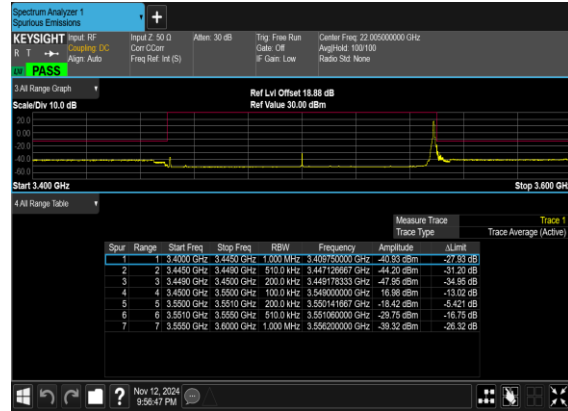 Spectrum Analyzer 1
Spurious Emissions
+
KEYSIGHT Input: RF Input Z: 50 Ω Atten: 30 dB Trig: Free Run Center Freq: 22.005000000 GHz
R T Coupling: DC Corr CCorr Gate: Off Avg|Hold: 100/100
Align: Auto Freq Ref: Int (S) IF Gain: Low Radio Std: None
PASS
3 All Range Graph
Ref Lvl Offset 18.88 dB
Scale/Div 10.0 dB Ref Value 30.00 dBm
20.0
0.00
-20.0
-40.0
-60.0
Start 3.400 GHz Stop 3.600 GHz
4 All Range Table
Measure Trace Trace 1
Trace Type Trace Average (Active)
Spur Range Start Freq Stop Freq RBW Frequency Amplitude ΔLimit
1 1 3.4000 GHz 3.4450 GHz 1.000 MHz 3.409750000 GHz -40.93 dBm -27.93 dB
2 2 3.4450 GHz 3.4490 GHz 510.0 kHz 3.447126667 GHz -44.20 dBm -31.20 dB
3 3 3.4490 GHz 3.4500 GHz 200.0 kHz 3.449178333 GHz -47.95 dBm -34.95 dB
4 4 3.4500 GHz 3.5500 GHz 100.0 kHz 3.549000000 GHz 16.98 dBm -13.02 dB
5 5 3.5500 GHz 3.5510 GHz 200.0 kHz 3.550141667 GHz -18.42 dBm -5.421 dB
6 6 3.5510 GHz 3.5550 GHz 510.0 kHz 3.551060000 GHz -29.75 dBm -16.75 dB
7 7 3.5550 GHz 3.6000 GHz 1.000 MHz 3.556200000 GHz -39.32 dBm -26.32 dB
? Nov 12, 2024
9:56:47 PM